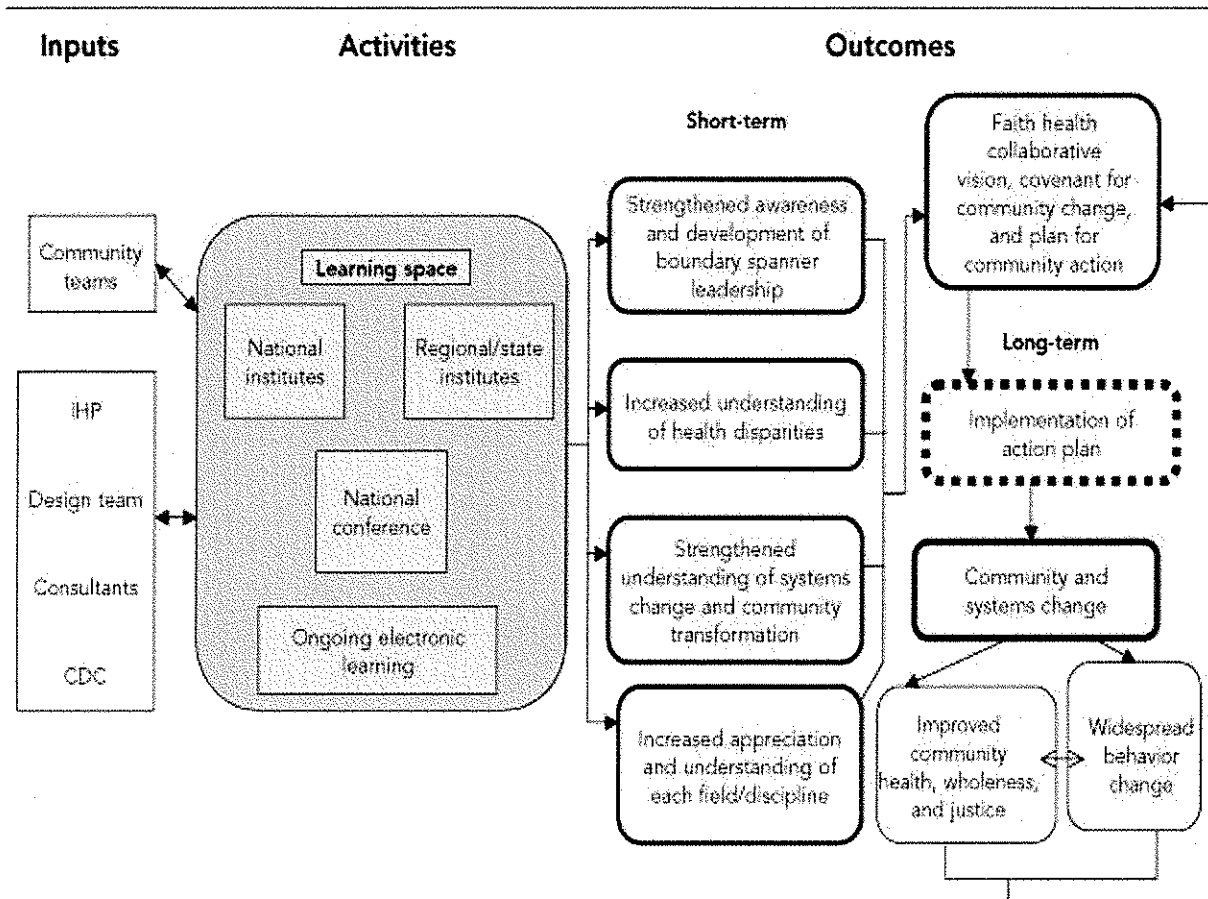 Inputs
Activities
Outcomes
Community
teams
IHP
Design team
Consultants
CDC
Learning space
National
institutes
Regional/state
institutes
National
conference
Ongoing electronic
learning
Short-term
Strengthened awareness
and development of
boundary spanner
leadership
Increased understanding
of health disparities
Strengthened
understanding of systems
change and community
transformation
Increased appreciation
and understanding of
each field/discipline
Faith health
collaborative
vision, covenant for
community change,
and plan for
community action
Long-term
Implementation of
action plan
Community and
systems change
Improved
community
health, wholeness,
and justice
Widespread
behavior
change